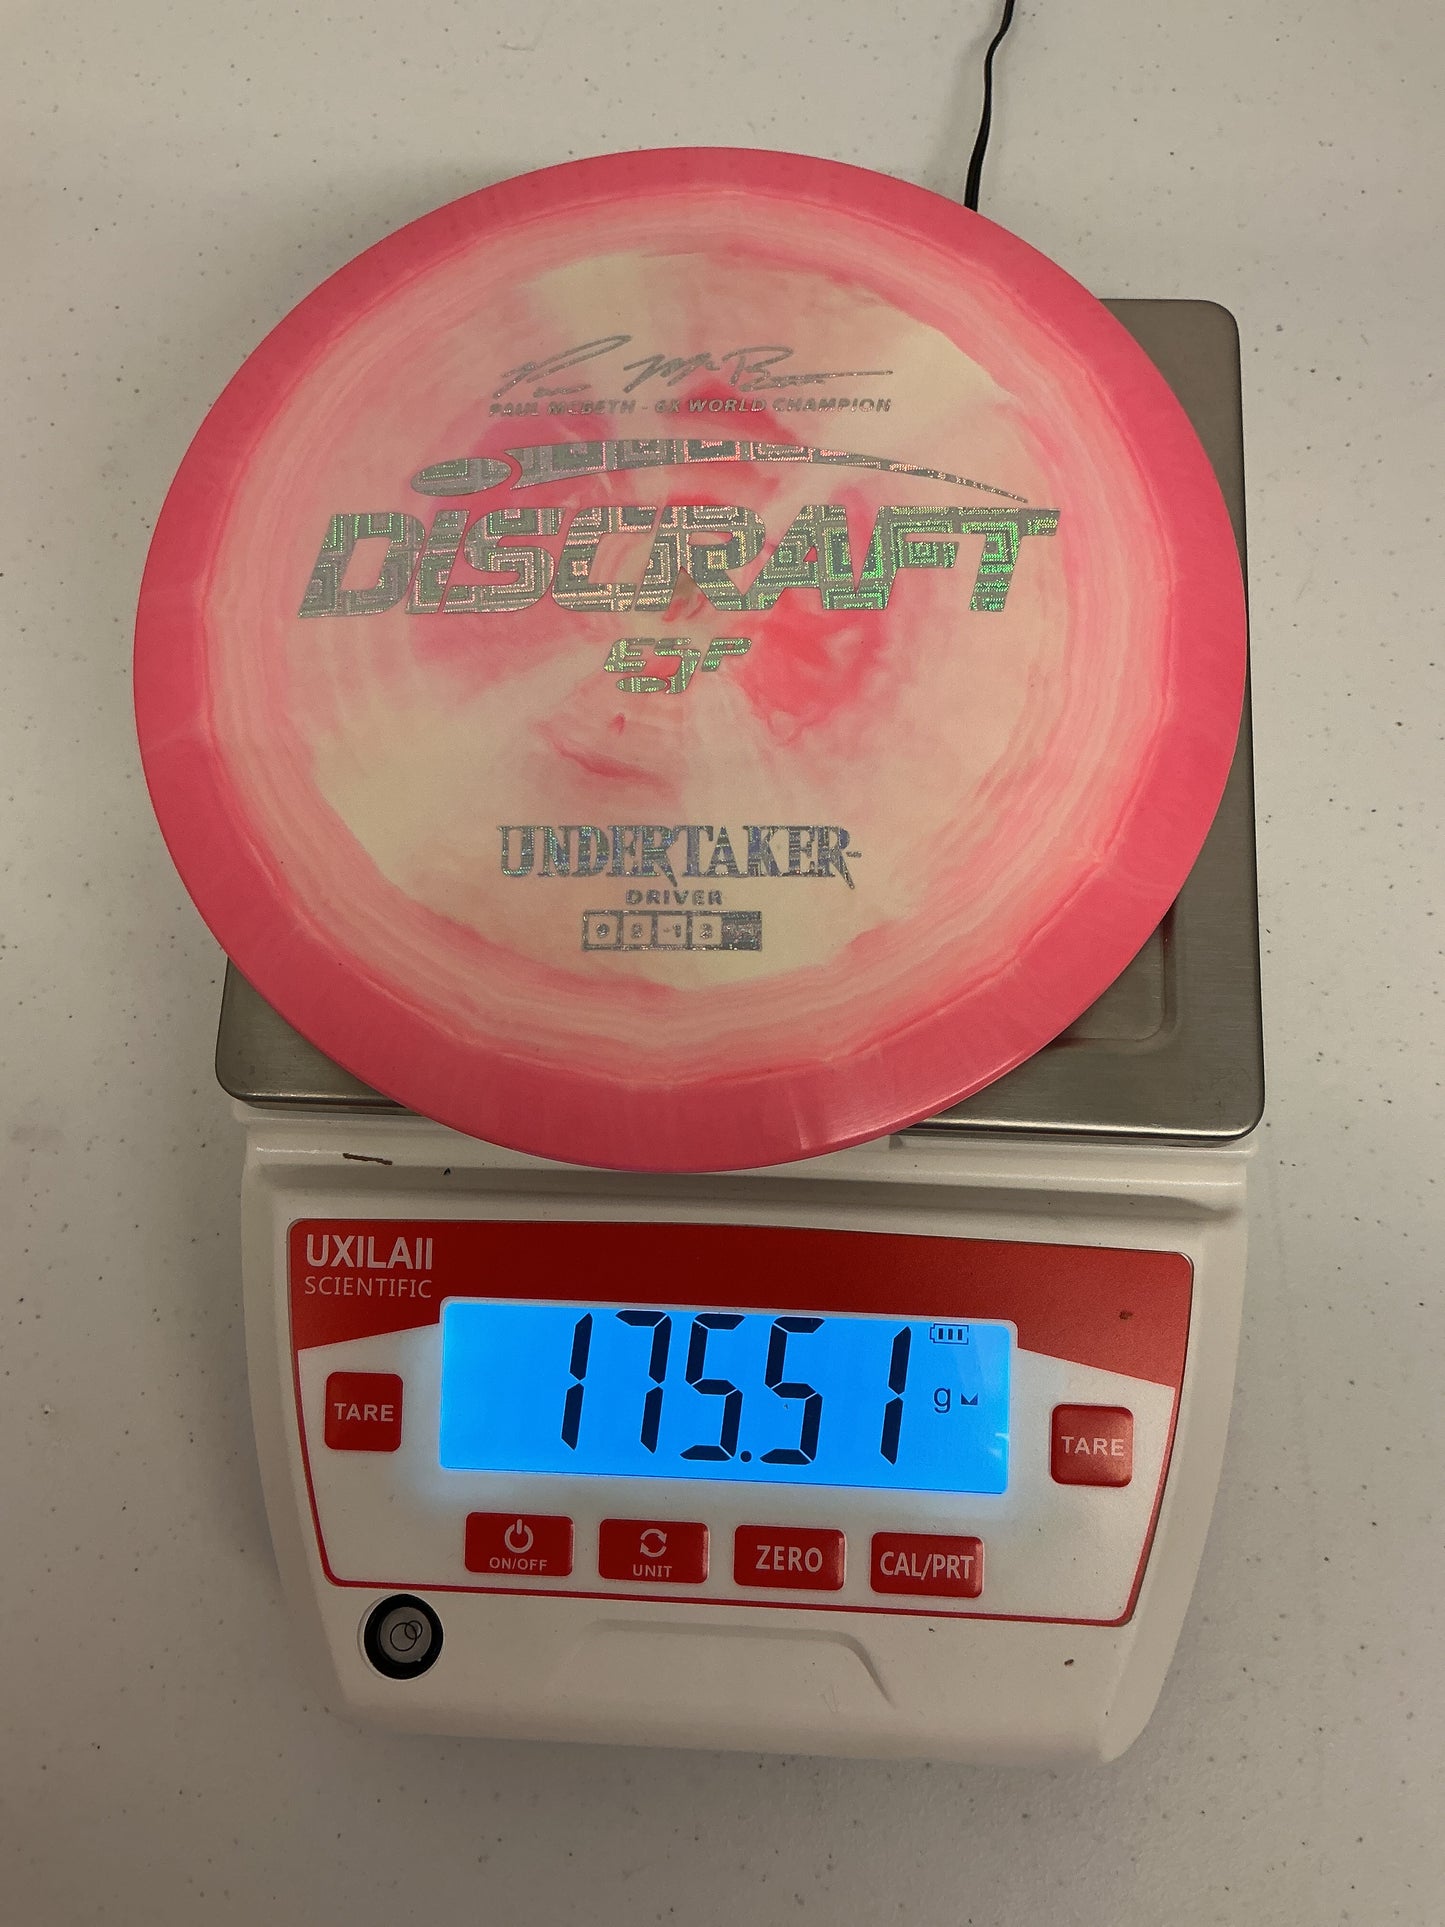 PAUL MCBETH - 6X WORLD CHAMPION
DISCRAFT
ESP
UNDERTAKER
DRIVER
UXILAII
SCIENTIFIC
175.51 g
TARE
TARE
ON/OFF
UNIT
ZERO
CAL/PRT